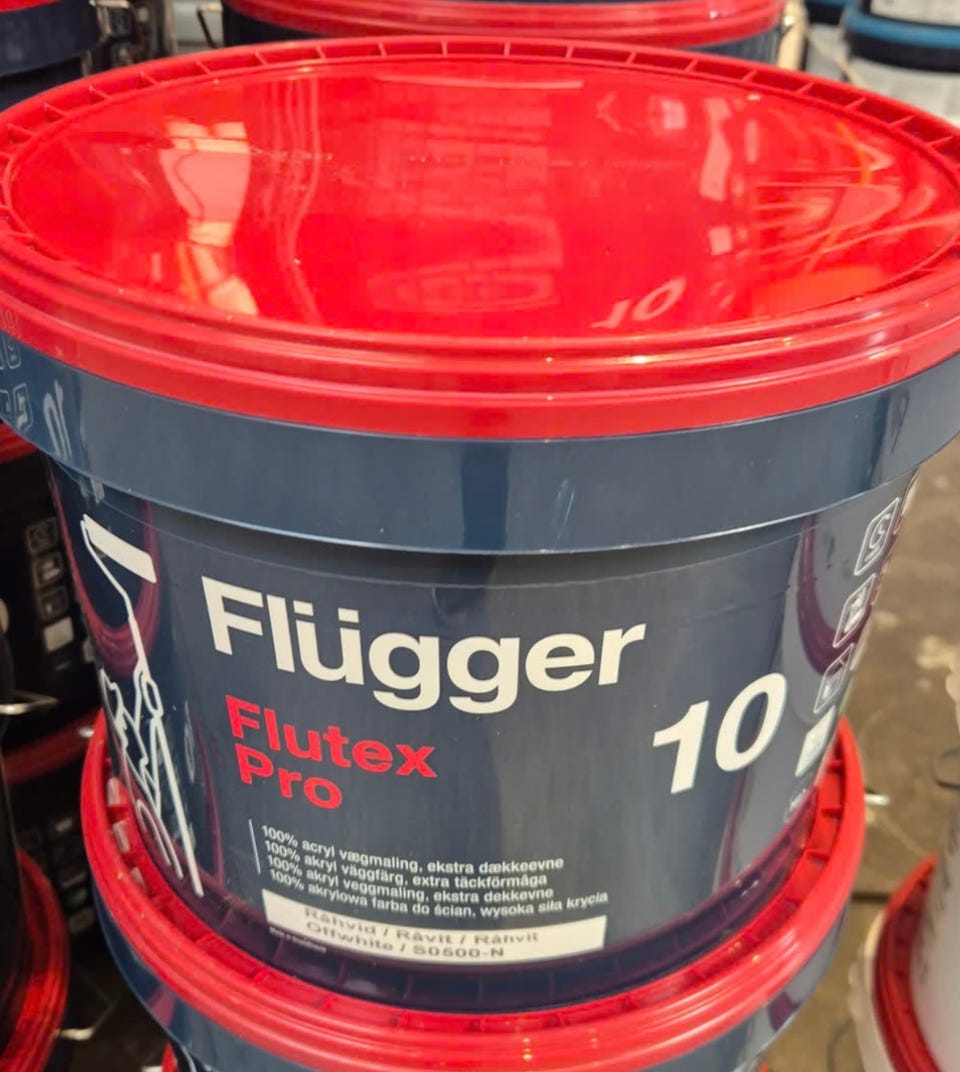 Flügger
Flutex
Pro
10
100% acryl vægmaling, ekstra dækkeevne
100% akryl väggfärg, extra täckförmåga
100% akryl veggmaling, ekstra dekkevne
100% akrylowa farba do ścian, wysoka siła krycia
Råhvid / Råvit / Råhvit
Offwhite / S0500-N